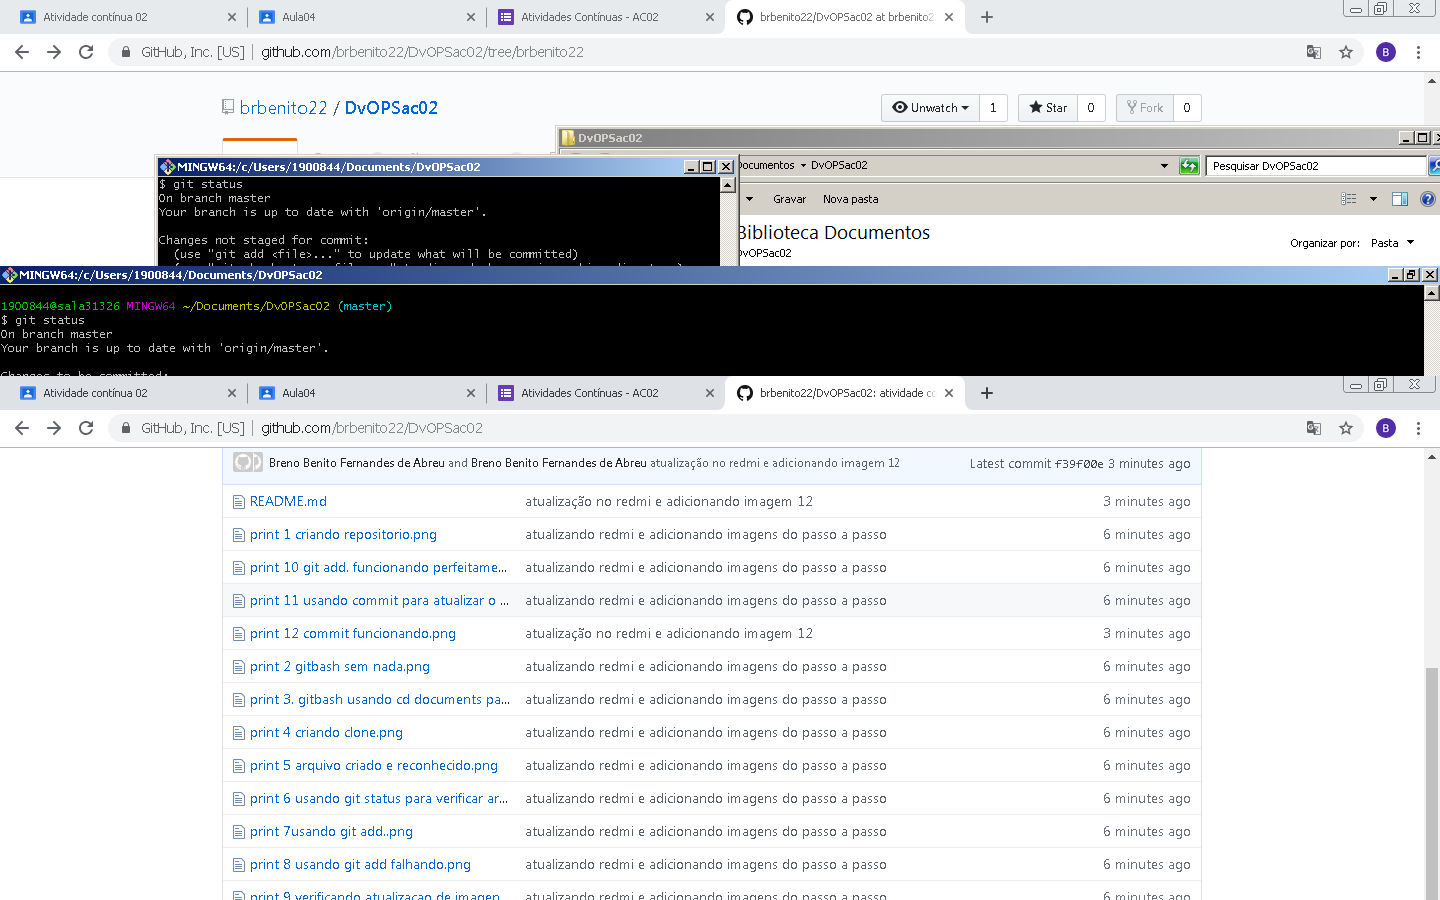 Atividade contínua 02
Aula04
Atividades Contínuas - AC02
brbenito22/DvOPSac02 at brbenito2
GitHub, Inc. [US] | github.com/brbenito22/DvOPSac02/tree/brbenito22
B
brbenito22 / DvOPSac02
Unwatch 1
Star 0
Fork 0
DvOPSac02
MINGW64:/c/Users/1900844/Documents/DvOPSac02
ocumentos DvOPSac02
Pesquisar DvOPSac02
$ git status
On branch master
Your branch is up to date with 'origin/master'.
Changes not staged for commit:
(use "git add <file>..." to update what will be committed)
Gravar Nova pasta
Biblioteca Documentos
DvOPSac02
Organizar por: Pasta
MINGW64:/c/Users/1900844/Documents/DvOPSac02
1900844@sala31326 MINGW64 ~/Documents/DvOPSac02 (master)
$ git status
On branch master
Your branch is up to date with 'origin/master'.
Changes to be committed:
Atividade contínua 02
Aula04
Atividades Contínuas - AC02
brbenito22/DvOPSac02: atividade co
GitHub, Inc. [US] | github.com/brbenito22/DvOPSac02
B
Breno Benito Fernandes de Abreu and Breno Benito Fernandes de Abreu atualização no redmi e adicionando imagem 12 Latest commit f39f00e 3 minutes ago
README.md atualização no redmi e adicionando imagem 12 3 minutes ago
print 1 criando repositorio.png atualizando redmi e adicionando imagens do passo a passo 6 minutes ago
print 10 git add. funcionando perfeitame... atualizando redmi e adicionando imagens do passo a passo 6 minutes ago
print 11 usando commit para atualizar o ... atualizando redmi e adicionando imagens do passo a passo 6 minutes ago
print 12 commit funcionando.png atualização no redmi e adicionando imagem 12 3 minutes ago
print 2 gitbash sem nada.png atualizando redmi e adicionando imagens do passo a passo 6 minutes ago
print 3. gitbash usando cd documents pa... atualizando redmi e adicionando imagens do passo a passo 6 minutes ago
print 4 criando clone.png atualizando redmi e adicionando imagens do passo a passo 6 minutes ago
print 5 arquivo criado e reconhecido.png atualizando redmi e adicionando imagens do passo a passo 6 minutes ago
print 6 usando git status para verificar ar... atualizando redmi e adicionando imagens do passo a passo 6 minutes ago
print 7usando git add..png atualizando redmi e adicionando imagens do passo a passo 6 minutes ago
print 8 usando git add falhando.png atualizando redmi e adicionando imagens do passo a passo 6 minutes ago
print 9 verificando atualizaçao de imagen atualizando redmi e adicionando imagens do passo a passo 6 minutes ago